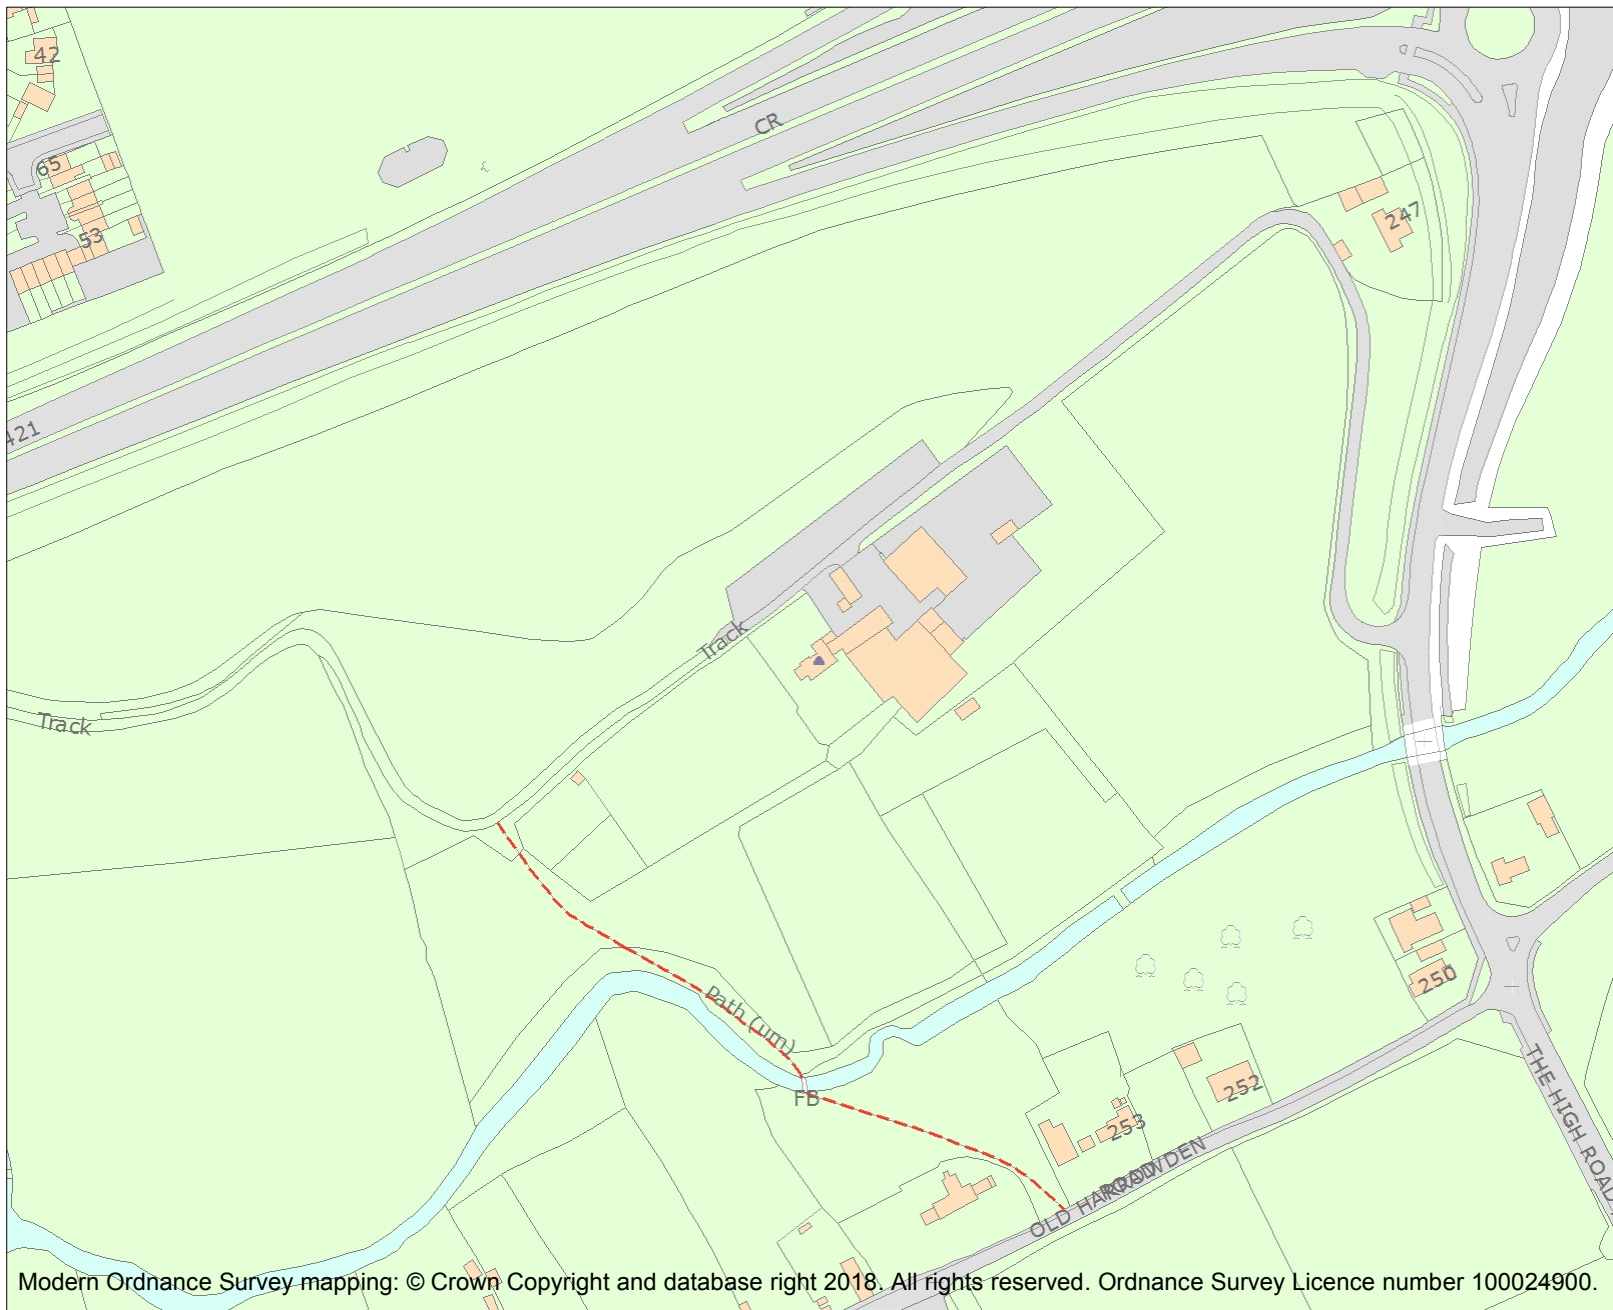 42
CR
65
247
53
421
Track
Track
250
Path (um)
THE HIGH ROAD
252
FB
253
OLD HARROWDEN
ROAD
Modern Ordnance Survey mapping: © Crown Copyright and database right 2018. All rights reserved. Ordnance Survey Licence number 100024900.